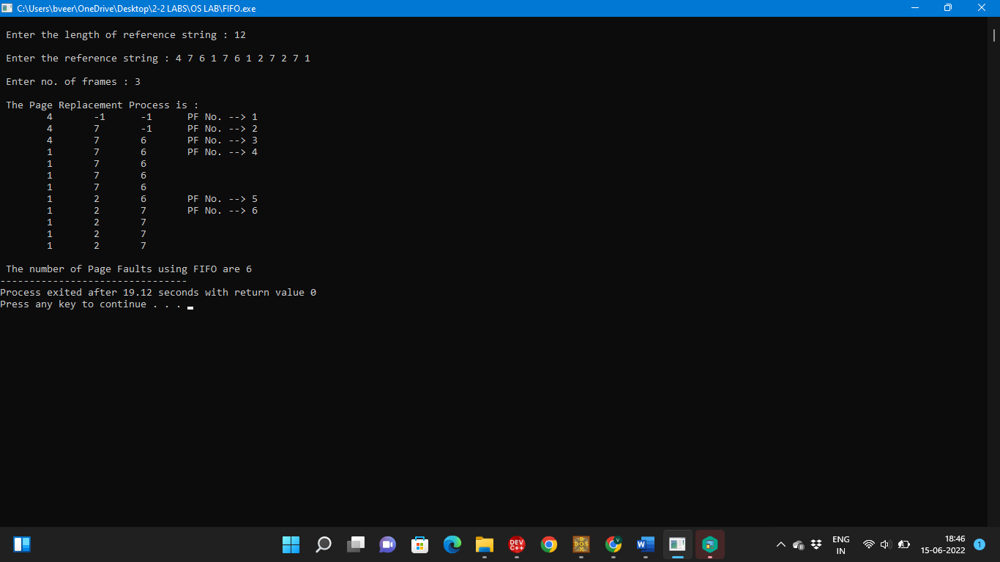 C:\Users\bveer\OneDrive\Desktop\2-2 LABS\OS LAB\FIFO.exe
Enter the length of reference string : 12
Enter the reference string : 4 7 6 1 7 6 1 2 7 2 7 1
Enter no. of frames : 3
The Page Replacement Process is :
4 -1 -1 PF No. --> 1
4 7 -1 PF No. --> 2
4 7 6 PF No. --> 3
1 7 6 PF No. --> 4
1 7 6
1 7 6
1 7 6
1 2 6 PF No. --> 5
1 2 7 PF No. --> 6
1 2 7
1 2 7
1 2 7
The number of Page Faults using FIFO are 6
--------------------------------
Process exited after 19.12 seconds with return value 0
Press any key to continue . . .
DEV C++
DOS
V
W
ENG
IN
18:46
15-06-2022
1